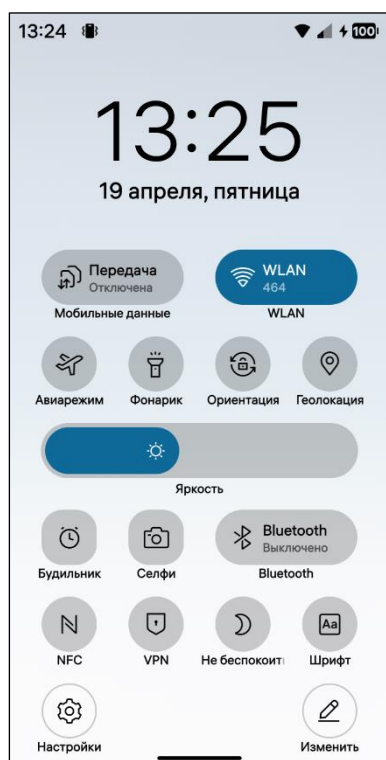 13:24 100
13:25
19 апреля, пятница
Передача
Отключена
WLAN
464
Мобильные данные WLAN
Авиарежим Фонарик Ориентация Геолокация
Яркость
Bluetooth
Выключено
Будильник Селфи Bluetooth
Aa
NFC VPN Не беспокоит Шрифт
Настройки Изменить